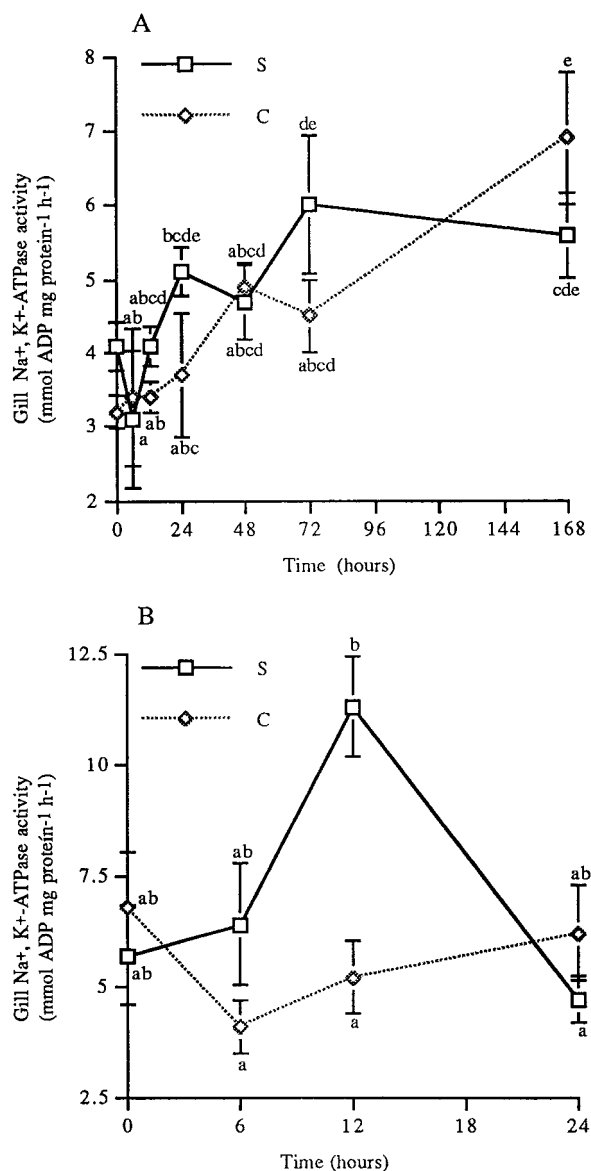 A
S
C
Gill Na+, K+-ATPase activity
(mmol ADP mg protein-1 h-1)
8
7
6
5
4
3
2
e
de
bcde
abcd
abcd
ab
cde
abcd
abcd
ab
abc
a
0
24
48
72
96
120
144
168
Time (hours)
B
S
C
Gill Na+, K+-ATPase activity
(mmol ADP mg protein-1 h-1)
12.5
10
7.5
5
2.5
b
ab
ab
ab
ab
a
a
a
0
6
12
18
24
Time (hours)